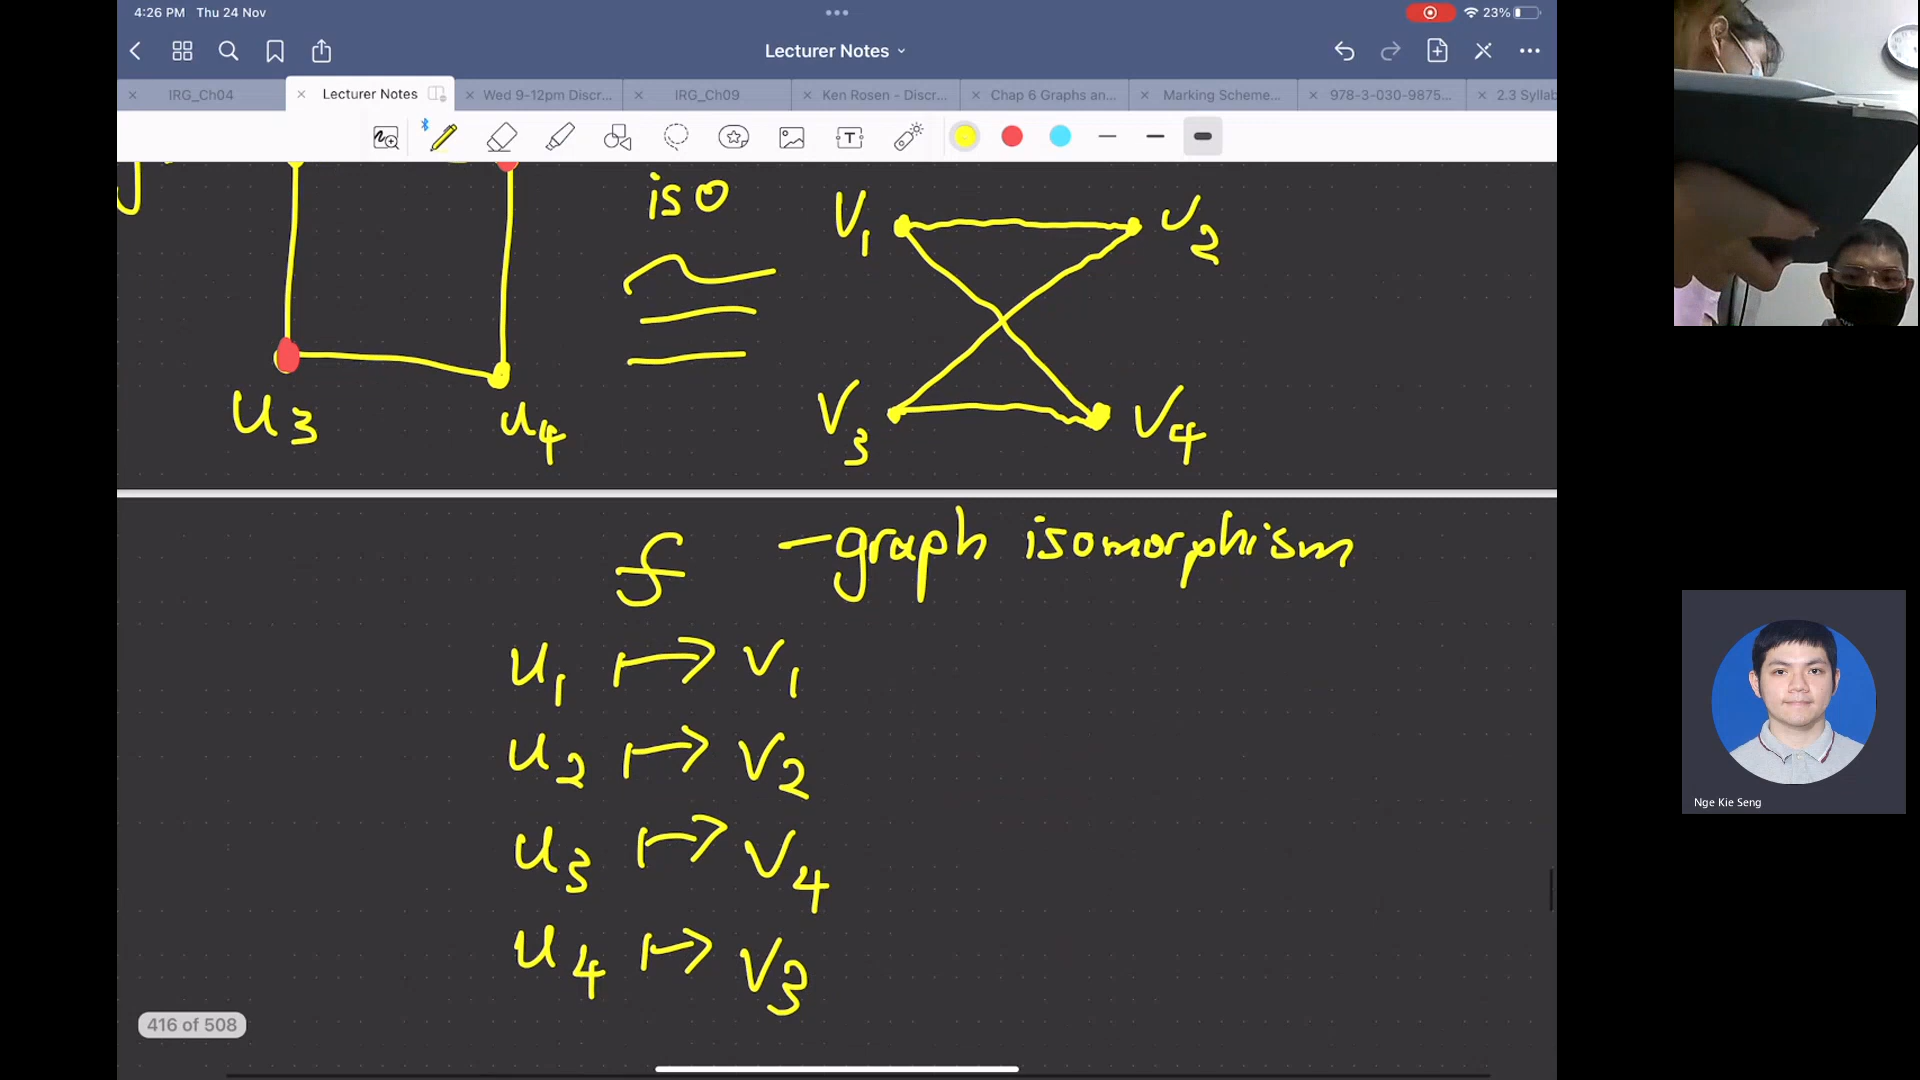 4:26 PM Thu 24 Nov
23%
Lecturer Notes
IRG_Ch04
Lecturer Notes
Wed 9-12pm Discr...
IRG_Ch09
Ken Rosen - Discr...
Chap 6 Graphs an...
Marking Scheme...
978-3-030-9875...
2.3 Syllab
iso
V1
V2
≅
u3
u4
V3
V4
f - graph isomorphism
u1 ↦ v1
u2 ↦ v2
u3 ↦ v4
u4 ↦ v3
416 of 508
Nge Kie Seng